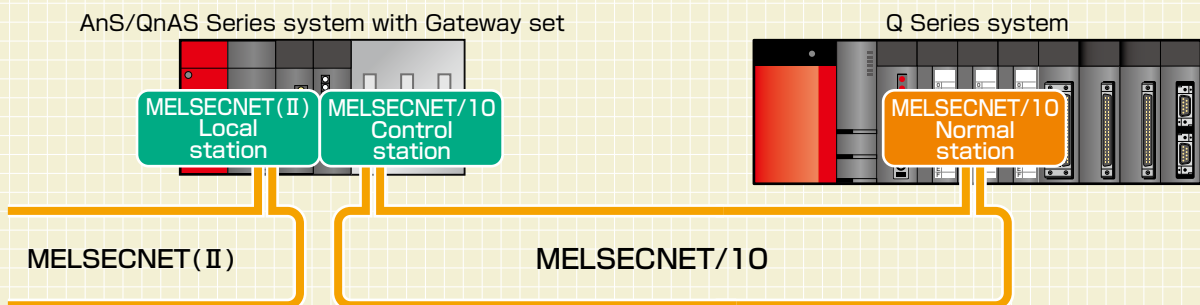 AnS/QnAS Series system with Gateway set
Q Series system
MELSECNET(Ⅱ)
Local
station
MELSECNET/10
Control
station
MELSECNET/10
Normal
station
MELSECNET(Ⅱ)
MELSECNET/10